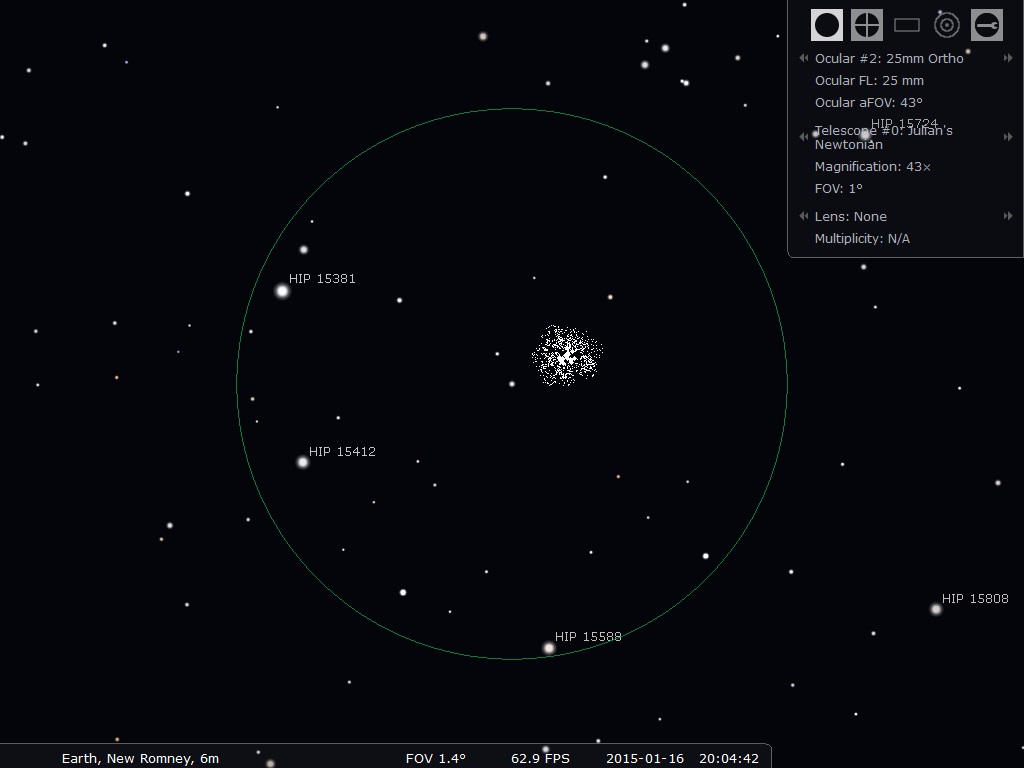 Ocular #2: 25mm Ortho
Ocular FL: 25 mm
Ocular aFOV: 43°
HIP 15724
Telescope #0: Julian's
Newtonian
Magnification: 43×
FOV: 1°
Lens: None
Multiplicity: N/A
HIP 15381
HIP 15412
HIP 15808
HIP 15589
Earth, New Romney, 6m FOV 1.4° 62.9 FPS 2015-01-16 20:04:42